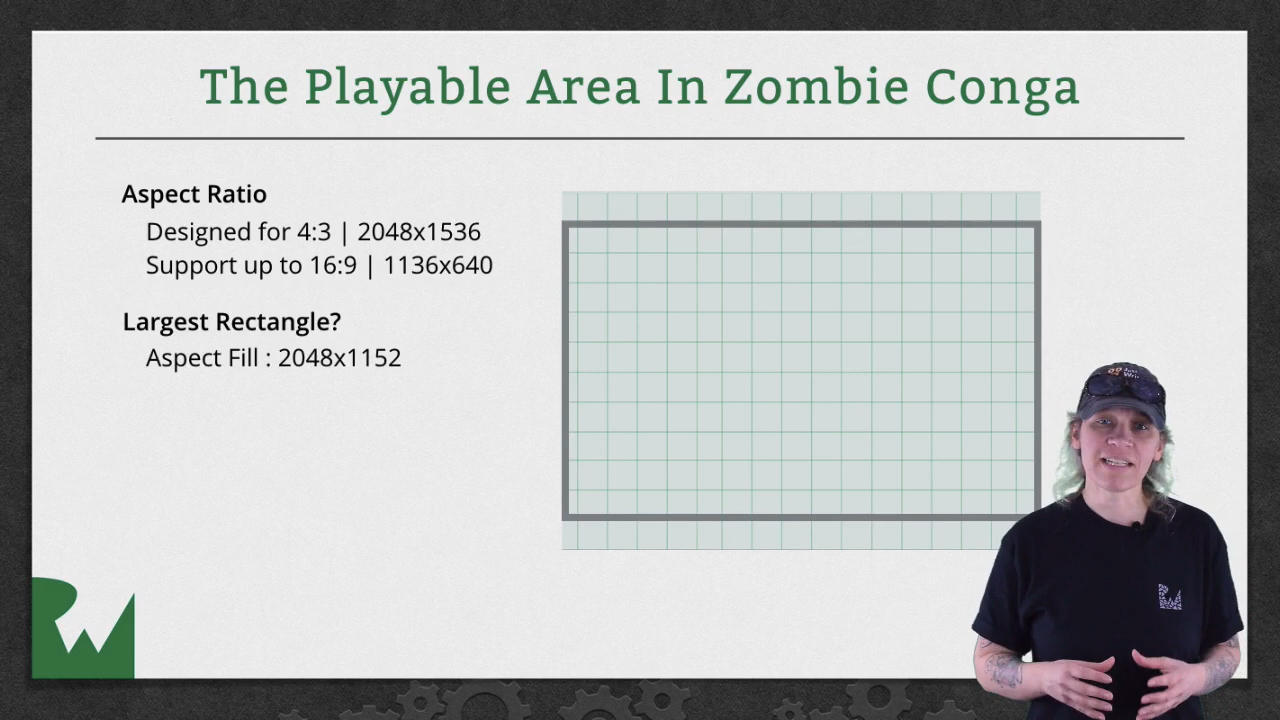 The Playable Area In Zombie Conga
Aspect Ratio
Designed for 4:3 | 2048x1536
Support up to 16:9 | 1136x640
Largest Rectangle?
Aspect Fill : 2048x1152
RW